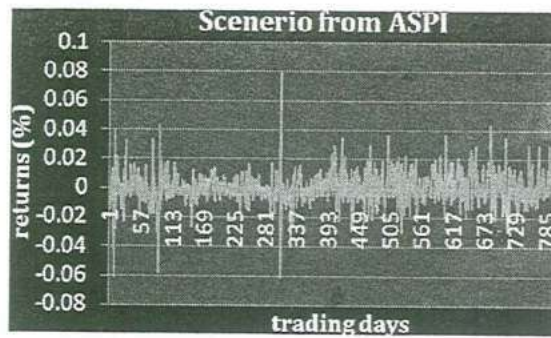 Scenerio from ASPI
returns (%)
0.1
0.08
0.06
0.04
0.02
0
-0.02
-0.04
-0.06
-0.08
1 57 113 169 225 281 337 393 449 505 561 617 673 729 785
trading days